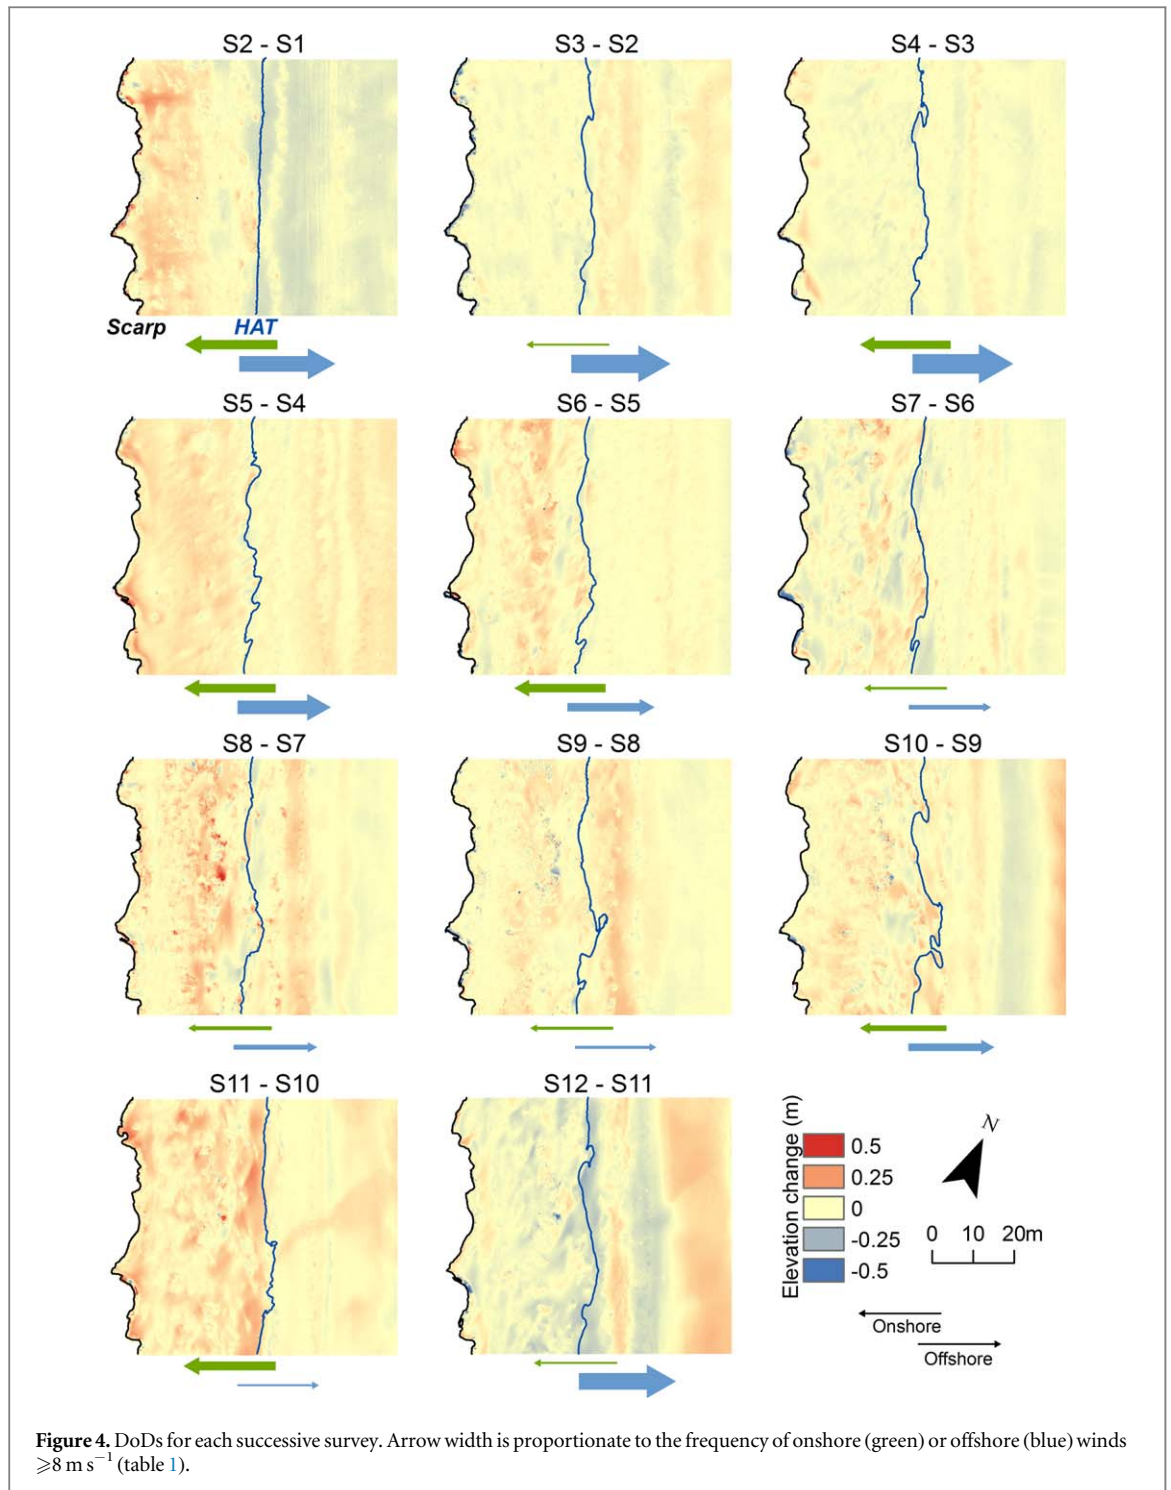 S2 - S1
S3 - S2
S4 - S3
Scarp
HAT
S5 - S4
S6 - S5
S7 - S6
S8 - S7
S9 - S8
S10 - S9
S11 - S10
S12 - S11
Elevation change (m)
0.5
0.25
0
-0.25
-0.5
N
0 10 20m
Onshore
Offshore
Figure 4. DoDs for each successive survey. Arrow width is proportionate to the frequency of onshore (green) or offshore (blue) winds
⩾8 m s⁻¹ (table 1).